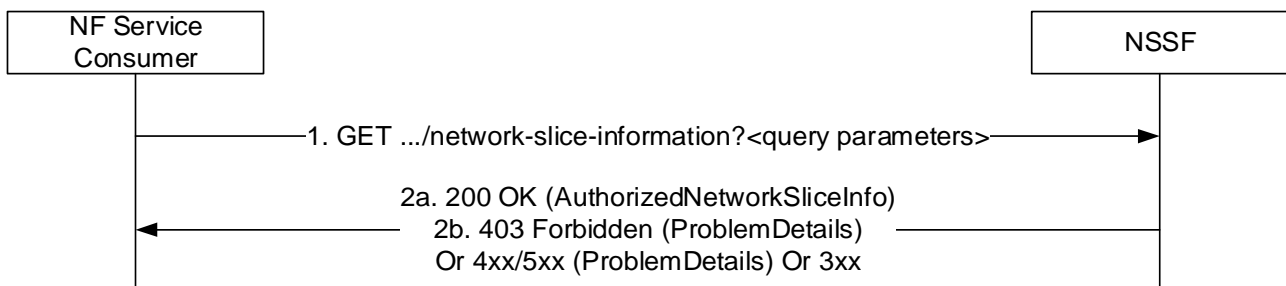 NF Service
Consumer
NSSF
1. GET .../network-slice-information?<query parameters>
2a. 200 OK (AuthorizedNetworkSliceInfo)
2b. 403 Forbidden (ProblemDetails)
Or 4xx/5xx (ProblemDetails) Or 3xx